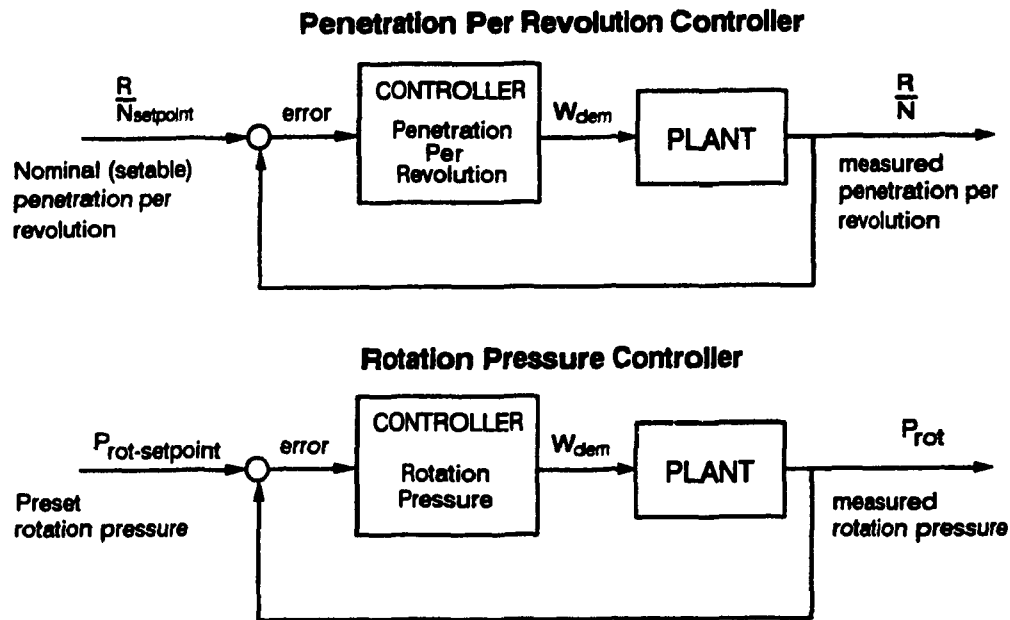 Penetration Per Revolution Controller
R
Nsetpoint
error
CONTROLLER
Penetration
Per
Revolution
Wdem
PLANT
R
N
Nominal (setable)
penetration per
revolution
measured
penetration per
revolution
Rotation Pressure Controller
Prot-setpoint
error
CONTROLLER
Rotation
Pressure
Wdem
PLANT
Prot
Preset
rotation pressure
measured
rotation pressure